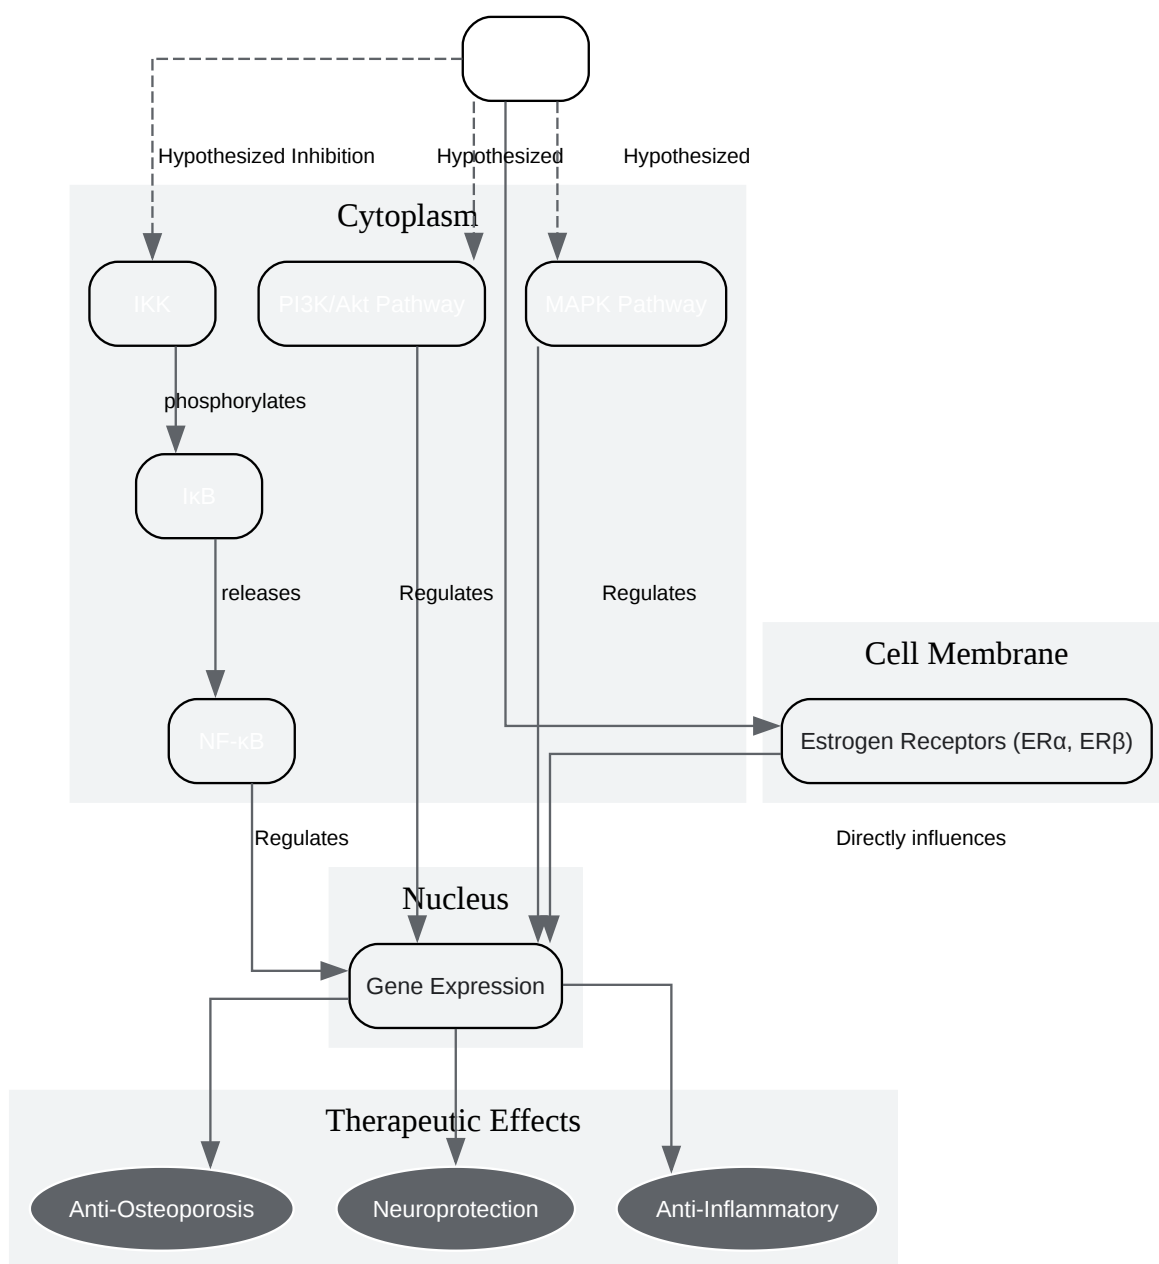 Hypothesized Inhibition
Hypothesized
Hypothesized
Cytoplasm
IKK
PI3K/Akt Pathway
MAPK Pathway
phosphorylates
IκB
releases
Regulates
Regulates
Cell Membrane
NF-κB
Estrogen Receptors (ERα, ERβ)
Regulates
Directly influences
Nucleus
Gene Expression
Therapeutic Effects
Anti-Osteoporosis
Neuroprotection
Anti-Inflammatory